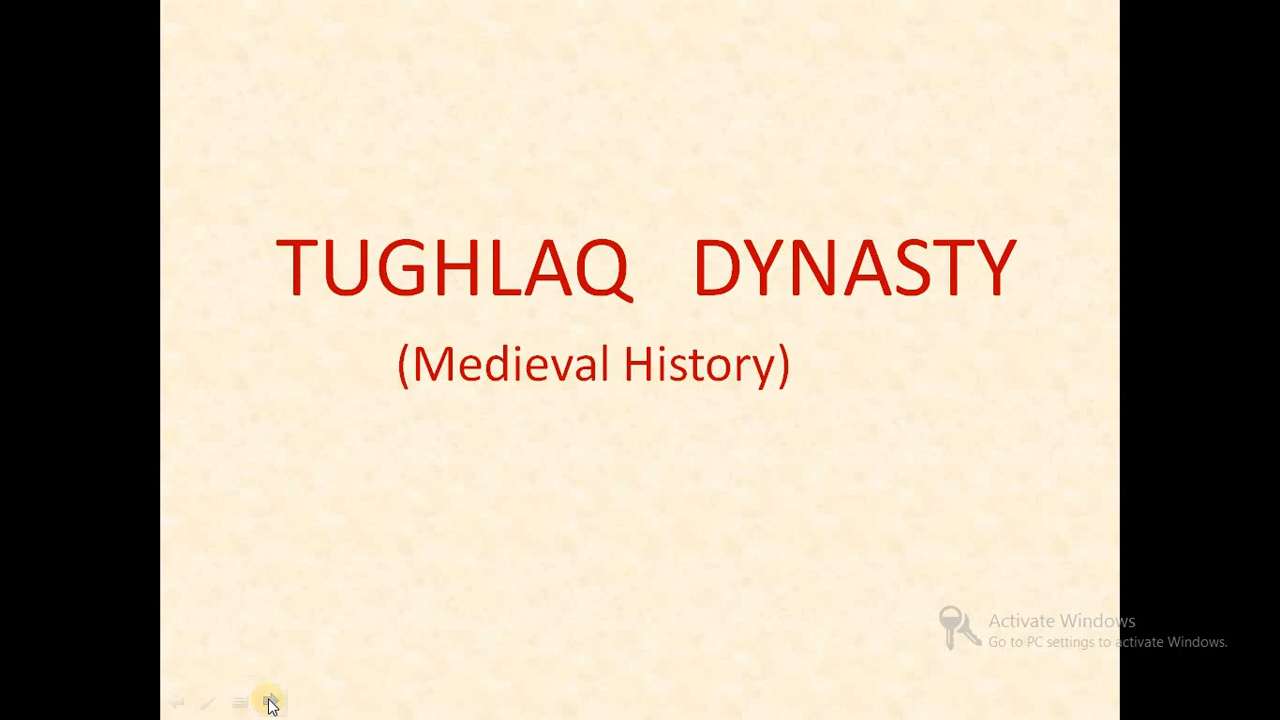 TUGHLAQ DYNASTY
(Medieval History)
Activate Windows
Go to PC settings to activate Windows.